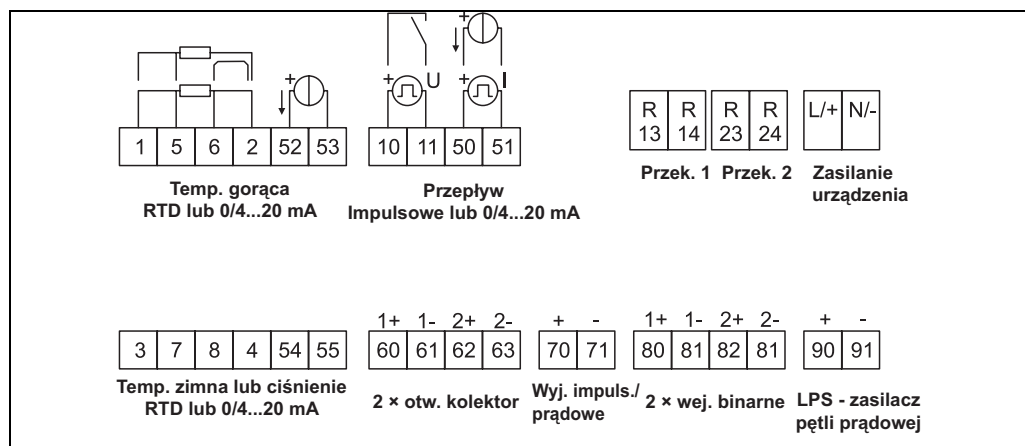 + U + I
+
1 5 6 2 52 53
10 11 50 51
R 13 R 14 R 23 R 24
L/+ N/-
Temp. gorąca
RTD lub 0/4...20 mA
Przepływ
Impulsowe lub 0/4...20 mA
Przek. 1 Przek. 2
Zasilanie
urządzenia
3 7 8 4 54 55
Temp. zimna lub ciśnienie
RTD lub 0/4...20 mA
1+ 1- 2+ 2-
60 61 62 63
2 × otw. kolektor
+ -
70 71
Wyj. impuls./
prądowe
1+ 1- 2+ 2-
80 81 82 81
2 × wej. binarne
+ -
90 91
LPS - zasilacz
pętli prądowej